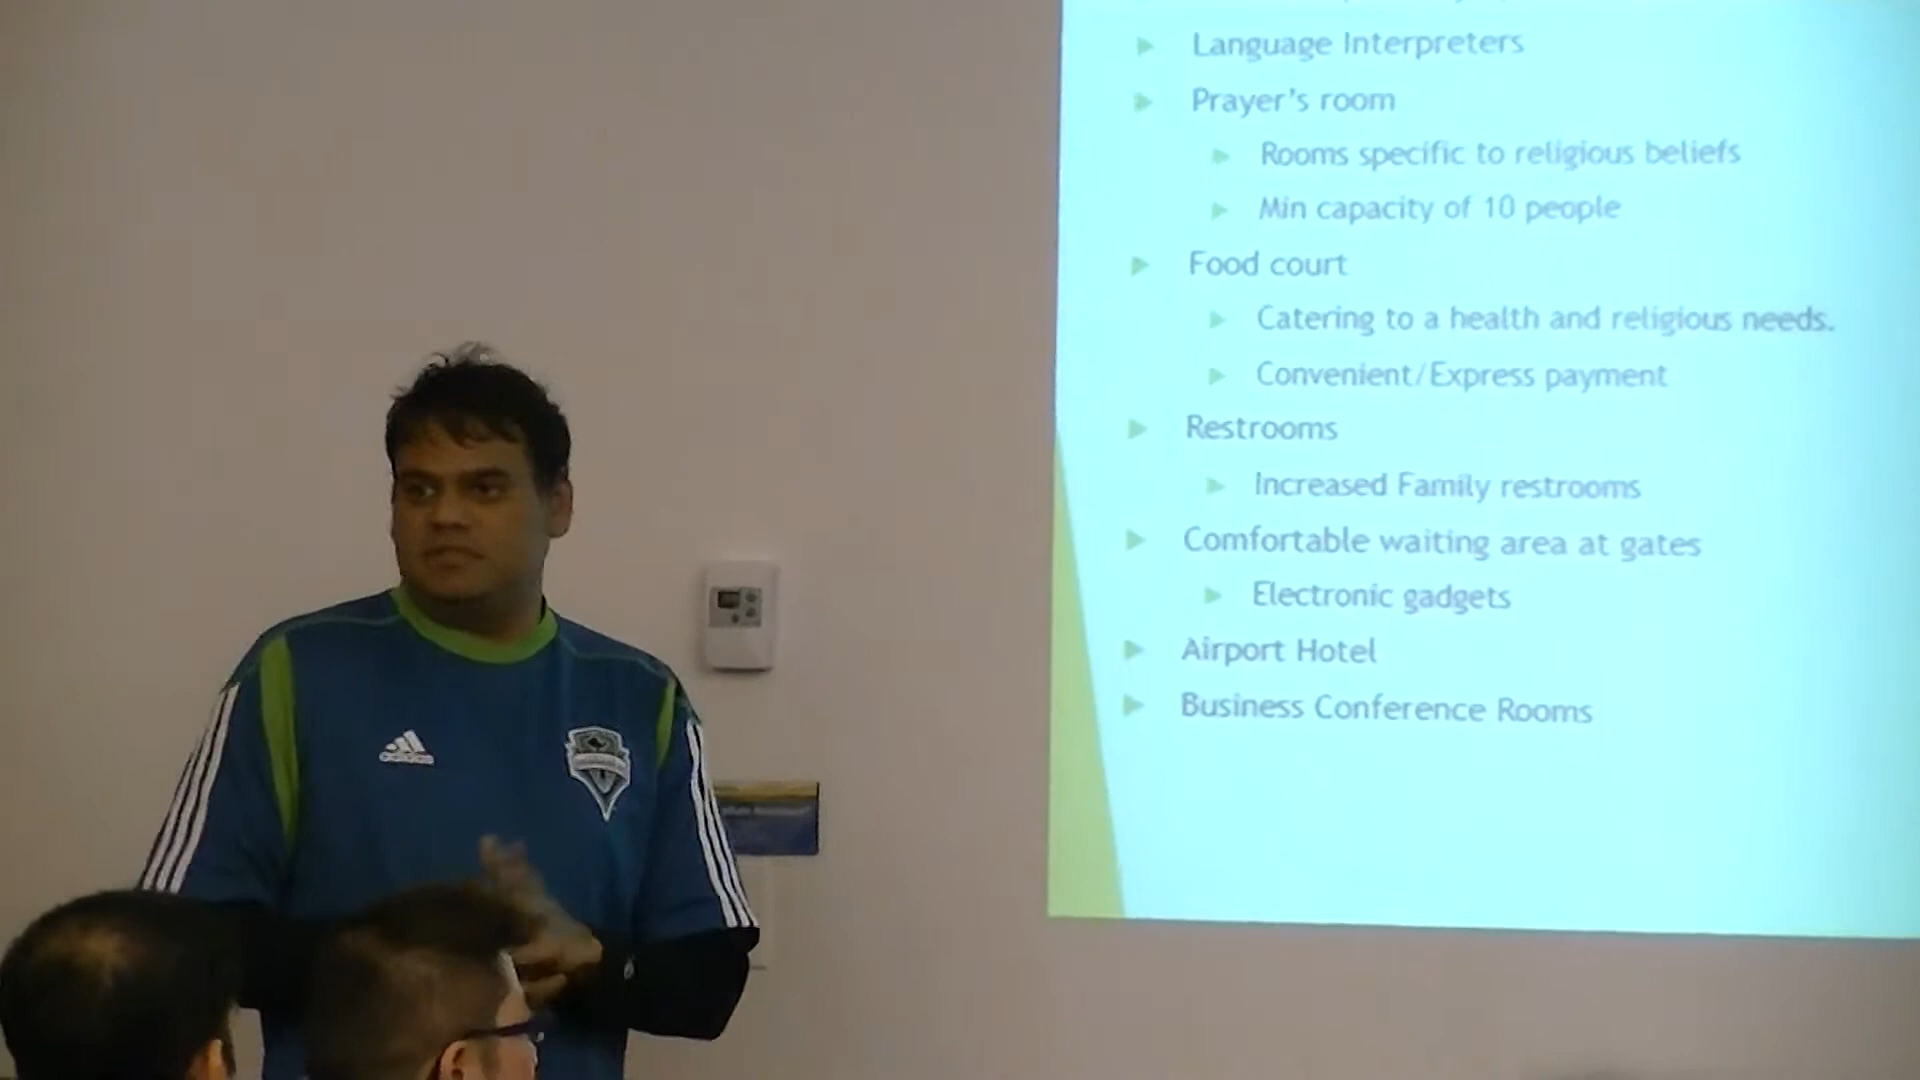 Language Interpreters
Prayer's room
Rooms specific to religious beliefs
Min capacity of 10 people
Food court
Catering to a health and religious needs.
Convenient/Express payment
Restrooms
Increased Family restrooms
Comfortable waiting area at gates
Electronic gadgets
Airport Hotel
Business Conference Rooms
adidas